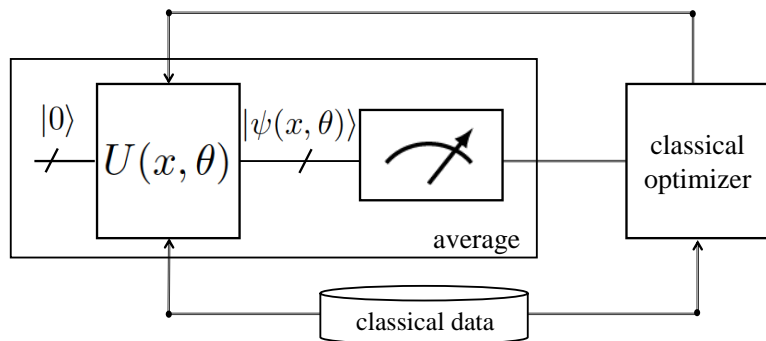 |0⟩
U(x, θ)
|ψ(x, θ)⟩
classical
optimizer
average
classical data